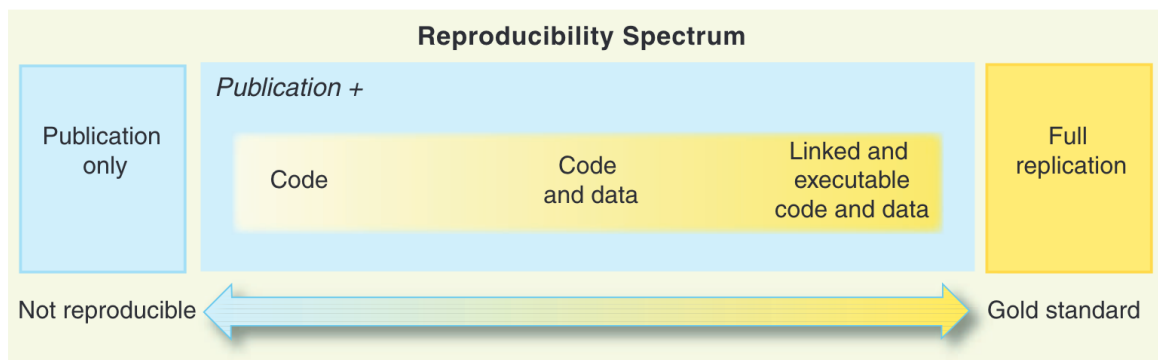 Reproducibility Spectrum
Publication
only
Publication +
Code
Code
and data
Linked and
executable
code and data
Full
replication
Not reproducible
Gold standard